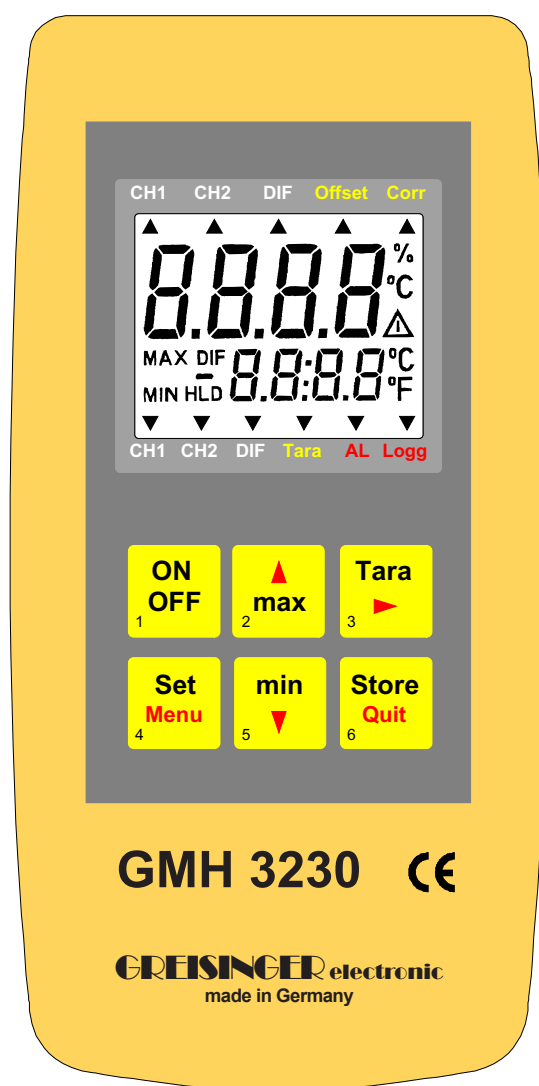 CH1 CH2 DIF Offset Corr
8.8.8.8 % °C
MAX DIF 8.8:8.8 °C
MIN HLD °F
CH1 CH2 DIF Tara AL Logg
ON OFF 1
max 2
Tara 3
Set Menu 4
min 5
Store Quit 6
GMH 3230 CE
GREISINGER electronic
made in Germany